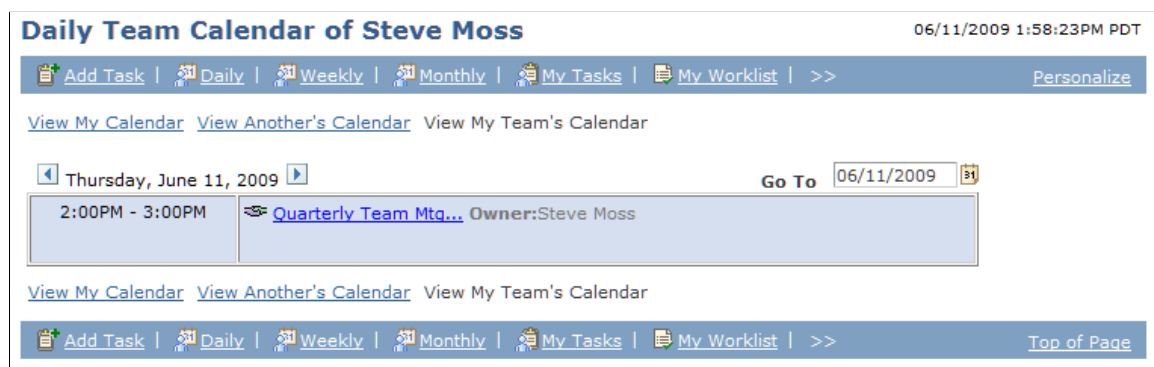 Daily Team Calendar of Steve Moss 06/11/2009 1:58:23PM PDT
Add Task | Daily | Weekly | Monthly | My Tasks | My Worklist | >> Personalize
View My Calendar View Another's Calendar View My Team's Calendar
Thursday, June 11, 2009 Go To 06/11/2009 31
2:00PM - 3:00PM Quarterly Team Mtg... Owner:Steve Moss
View My Calendar View Another's Calendar View My Team's Calendar
Add Task | Daily | Weekly | Monthly | My Tasks | My Worklist | >> Top of Page